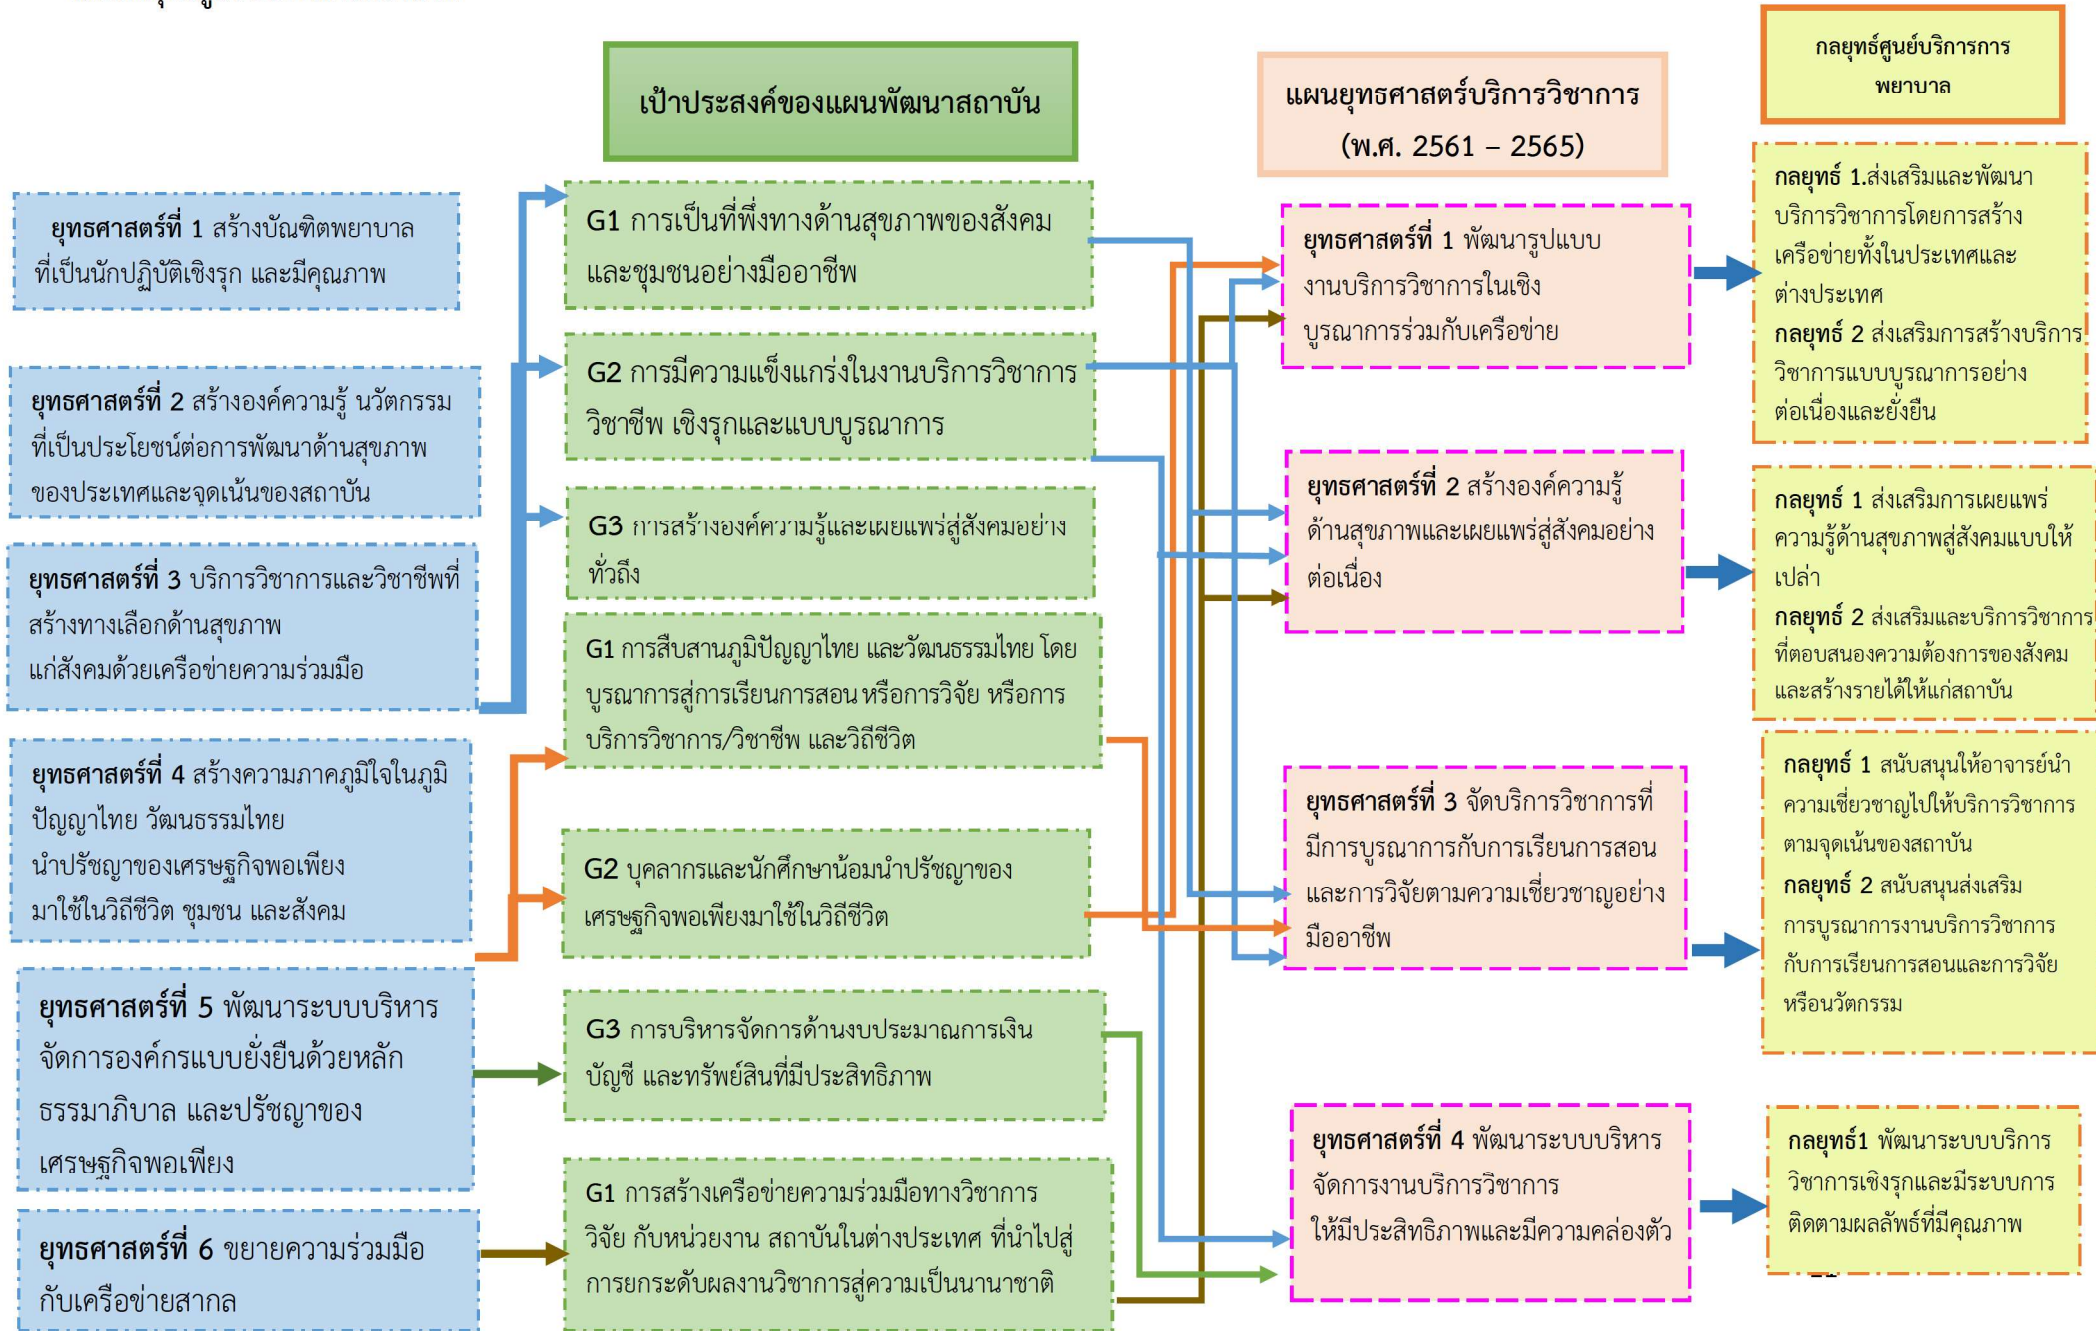 เป้าประสงค์ของแผนพัฒนาสถาบัน
แผนยุทธศาสตร์บริการวิชาการ
(พ.ศ. 2561 – 2565)
กลยุทธ์ศูนย์บริการการ
พยาบาล
ยุทธศาสตร์ที่ 1 สร้างบัณฑิตพยาบาล
ที่เป็นนักปฏิบัติเชิงรุก และมีคุณภาพ
ยุทธศาสตร์ที่ 2 สร้างองค์ความรู้ นวัตกรรม
ที่เป็นประโยชน์ต่อการพัฒนาด้านสุขภาพ
ของประเทศและจุดเน้นของสถาบัน
ยุทธศาสตร์ที่ 3 บริการวิชาการและวิชาชีพที่
สร้างทางเลือกด้านสุขภาพ
แก่สังคมด้วยเครือข่ายความร่วมมือ
ยุทธศาสตร์ที่ 4 สร้างความภาคภูมิใจในภูมิ
ปัญญาไทย วัฒนธรรมไทย
นำปรัชญาของเศรษฐกิจพอเพียง
มาใช้ในวิถีชีวิต ชุมชน และสังคม
ยุทธศาสตร์ที่ 5 พัฒนาระบบบริหาร
จัดการองค์กรแบบยั่งยืนด้วยหลัก
ธรรมาภิบาล และปรัชญาของ
เศรษฐกิจพอเพียง
ยุทธศาสตร์ที่ 6 ขยายความร่วมมือ
กับเครือข่ายสากล
G1 การเป็นที่พึ่งทางด้านสุขภาพของสังคม
และชุมชนอย่างมืออาชีพ
G2 การมีความแข็งแกร่งในงานบริการวิชาการ
วิชาชีพ เชิงรุกและแบบบูรณาการ
G3 การสร้างองค์ความรู้และเผยแพร่สู่สังคมอย่าง
ทั่วถึง
G1 การสืบสานภูมิปัญญาไทย และวัฒนธรรมไทย โดย
บูรณาการสู่การเรียนการสอน หรือการวิจัย หรือการ
บริการวิชาการ/วิชาชีพ และวิถีชีวิต
G2 บุคลากรและนักศึกษาน้อมนำปรัชญาของ
เศรษฐกิจพอเพียงมาใช้ในวิถีชีวิต
G3 การบริหารจัดการด้านงบประมาณการเงิน
บัญชี และทรัพย์สินที่มีประสิทธิภาพ
G1 การสร้างเครือข่ายความร่วมมือทางวิชาการ
วิจัย กับหน่วยงาน สถาบันในต่างประเทศ ที่นำไปสู่
การยกระดับผลงานวิชาการสู่ความเป็นนานาชาติ
ยุทธศาสตร์ที่ 1 พัฒนารูปแบบ
งานบริการวิชาการในเชิง
บูรณาการร่วมกับเครือข่าย
ยุทธศาสตร์ที่ 2 สร้างองค์ความรู้
ด้านสุขภาพและเผยแพร่สู่สังคมอย่าง
ต่อเนื่อง
ยุทธศาสตร์ที่ 3 จัดบริการวิชาการที่
มีการบูรณาการกับการเรียนการสอน
และการวิจัยตามความเชี่ยวชาญอย่าง
มืออาชีพ
ยุทธศาสตร์ที่ 4 พัฒนาระบบบริหาร
จัดการงานบริการวิชาการ
ให้มีประสิทธิภาพและมีความคล่องตัว
กลยุทธ์ 1.ส่งเสริมและพัฒนา
บริการวิชาการโดยการสร้าง
เครือข่ายทั้งในประเทศและ
ต่างประเทศ
กลยุทธ์ 2 ส่งเสริมการสร้างบริการ
วิชาการแบบบูรณาการอย่าง
ต่อเนื่องและยั่งยืน
กลยุทธ์ 1 ส่งเสริมการเผยแพร่
ความรู้ด้านสุขภาพสู่สังคมแบบให้
เปล่า
กลยุทธ์ 2 ส่งเสริมและบริการวิชาการ
ที่ตอบสนองความต้องการของสังคม
และสร้างรายได้ให้แก่สถาบัน
กลยุทธ์ 1 สนับสนุนให้อาจารย์นำ
ความเชี่ยวชาญไปให้บริการวิชาการ
ตามจุดเน้นของสถาบัน
กลยุทธ์ 2 สนับสนุนส่งเสริม
การบูรณาการงานบริการวิชาการ
กับการเรียนการสอนและการวิจัย
หรือนวัตกรรม
กลยุทธ์1 พัฒนาระบบบริการ
วิชาการเชิงรุกและมีระบบการ
ติดตามผลลัพธ์ที่มีคุณภาพ